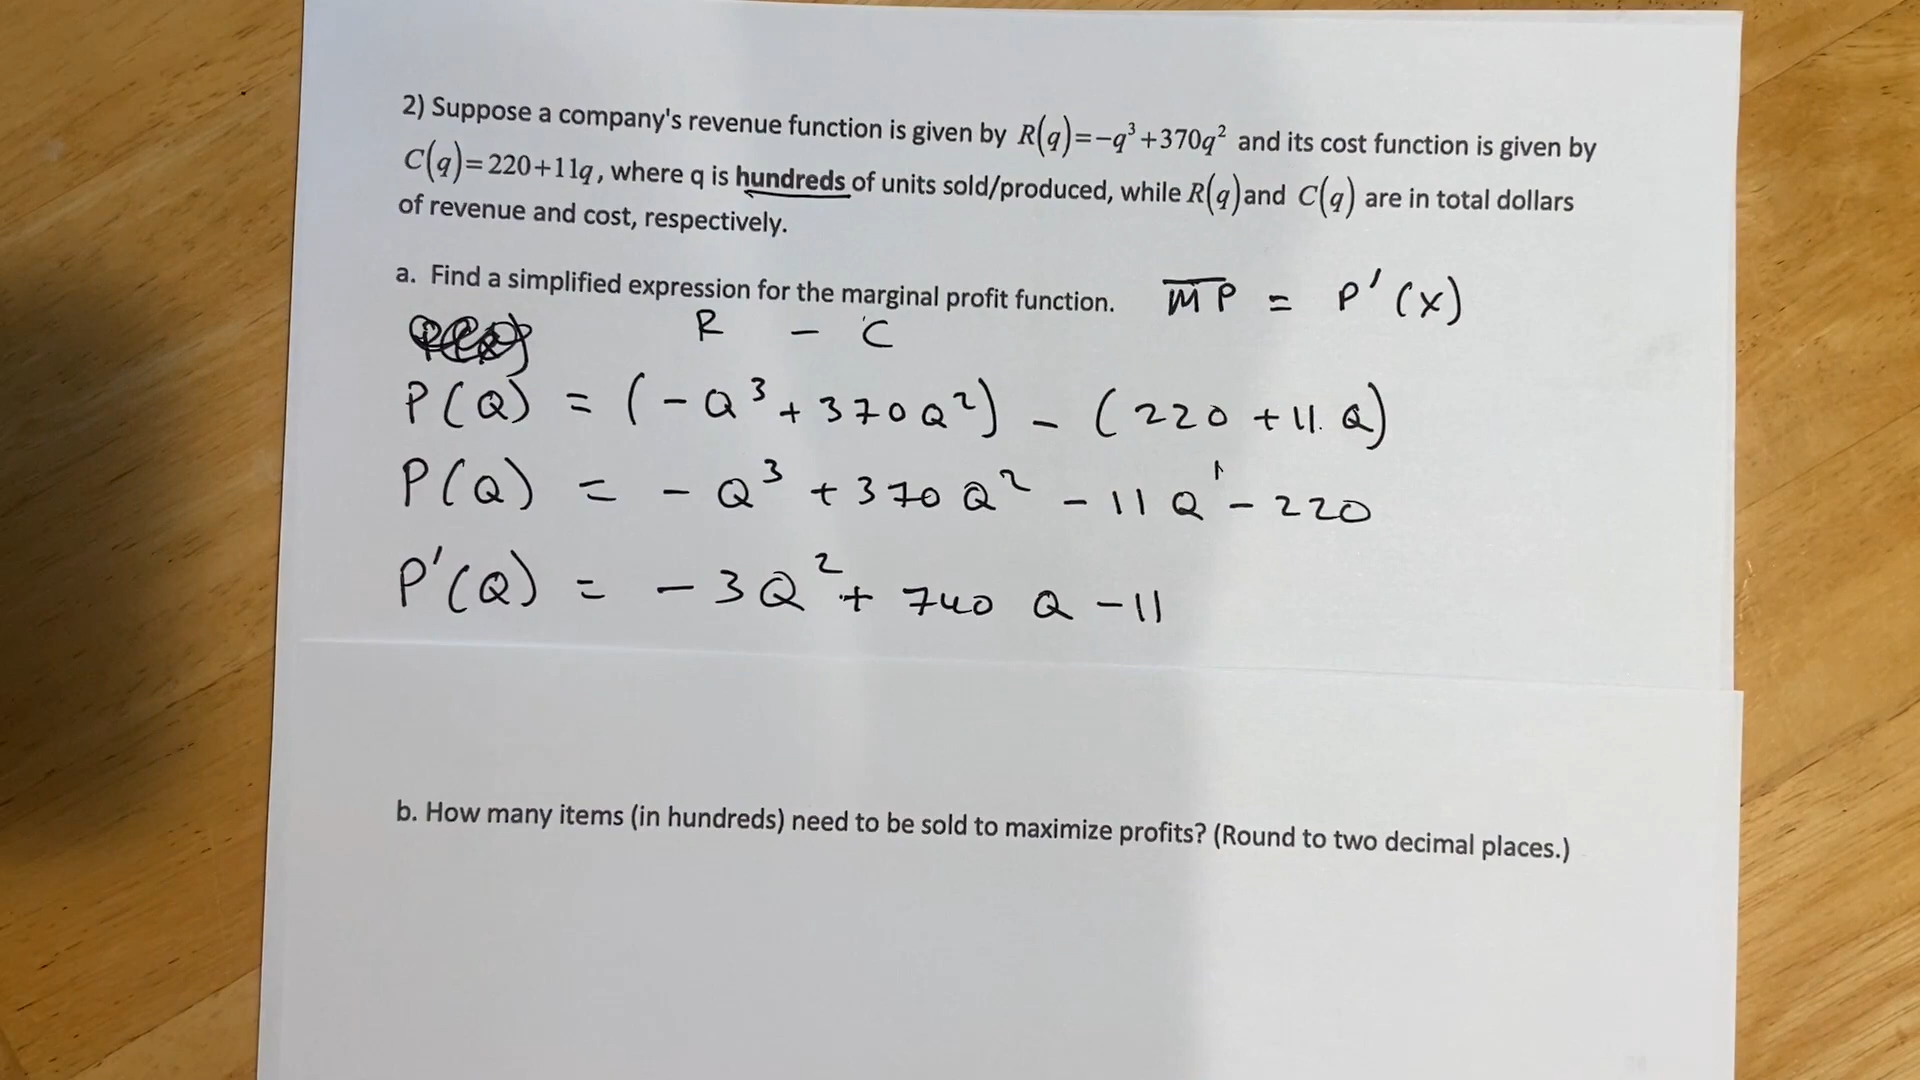 2) Suppose a company's revenue function is given by R(q)=−q³+370q² and its cost function is given by
C(q)=220+11q, where q is hundreds of units sold/produced, while R(q) and C(q) are in total dollars
of revenue and cost, respectively.
a. Find a simplified expression for the marginal profit function. MP = P'(x)
R − C
P(Q) = (−Q³+370Q²) − (220+11.Q)
P(Q) = −Q³+370Q²−11Q¹−220
P'(Q) = −3Q²+740Q−11
b. How many items (in hundreds) need to be sold to maximize profits? (Round to two decimal places.)